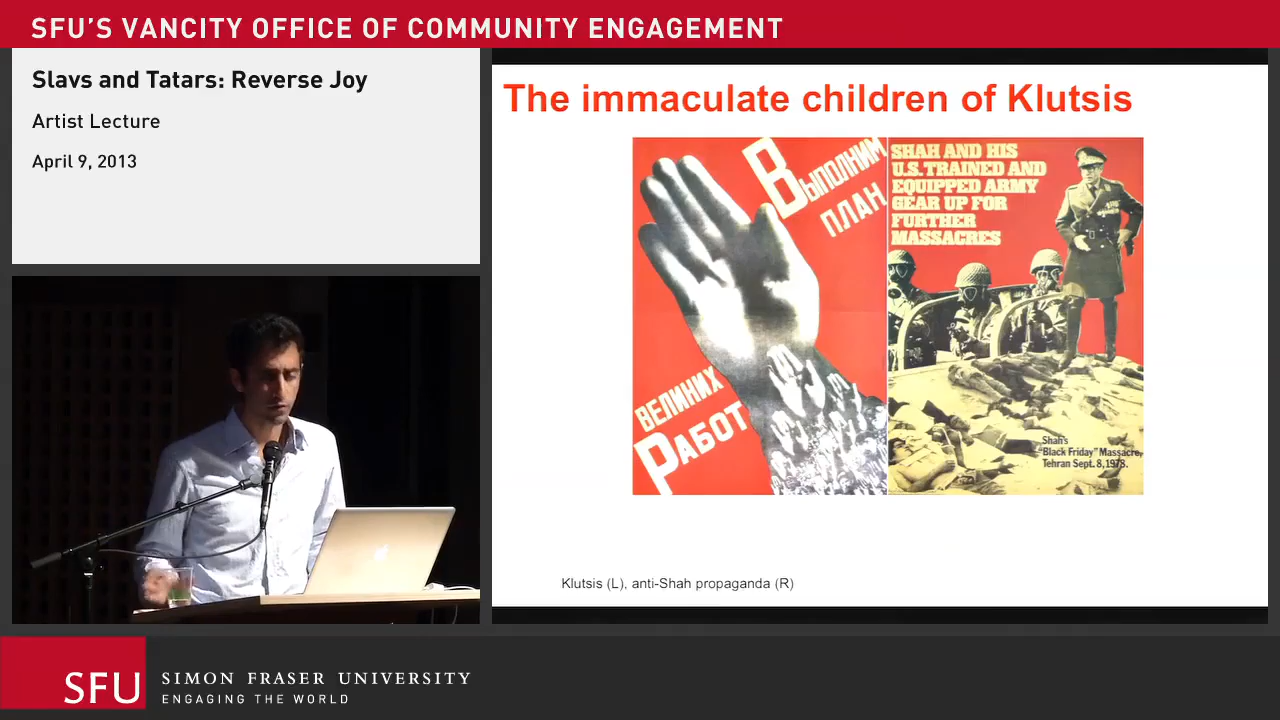 SFU'S VANCITY OFFICE OF COMMUNITY ENGAGEMENT
Slavs and Tatars: Reverse Joy
Artist Lecture
April 9, 2013
The immaculate children of Klutsis
ВЫПОЛНИМ
ПЛАН
ВЕЛИКИХ
РАБОТ
SHAH AND HIS
U.S. TRAINED AND
EQUIPPED ARMY
GEAR UP FOR
FURTHER
MASSACRES
Shah's
"Black Friday" Massacre,
Tehran Sept. 8, 1978.
Klutsis (L), anti-Shah propaganda (R)
SFU SIMON FRASER UNIVERSITY
ENGAGING THE WORLD